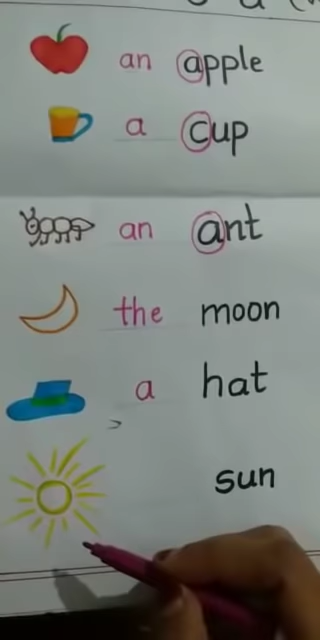 an apple
a cup
an ant
the moon
a hat
sun